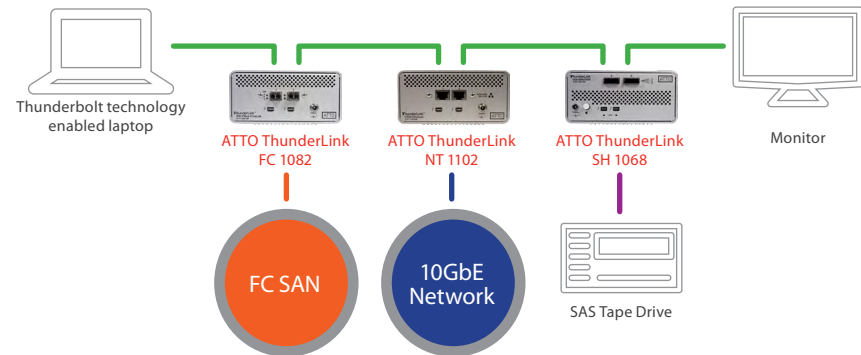 Thunderbolt technology
enabled laptop
ATTO ThunderLink
FC 1082
ATTO ThunderLink
NT 1102
ATTO ThunderLink
SH 1068
Monitor
FC SAN
10GbE
Network
SAS Tape Drive